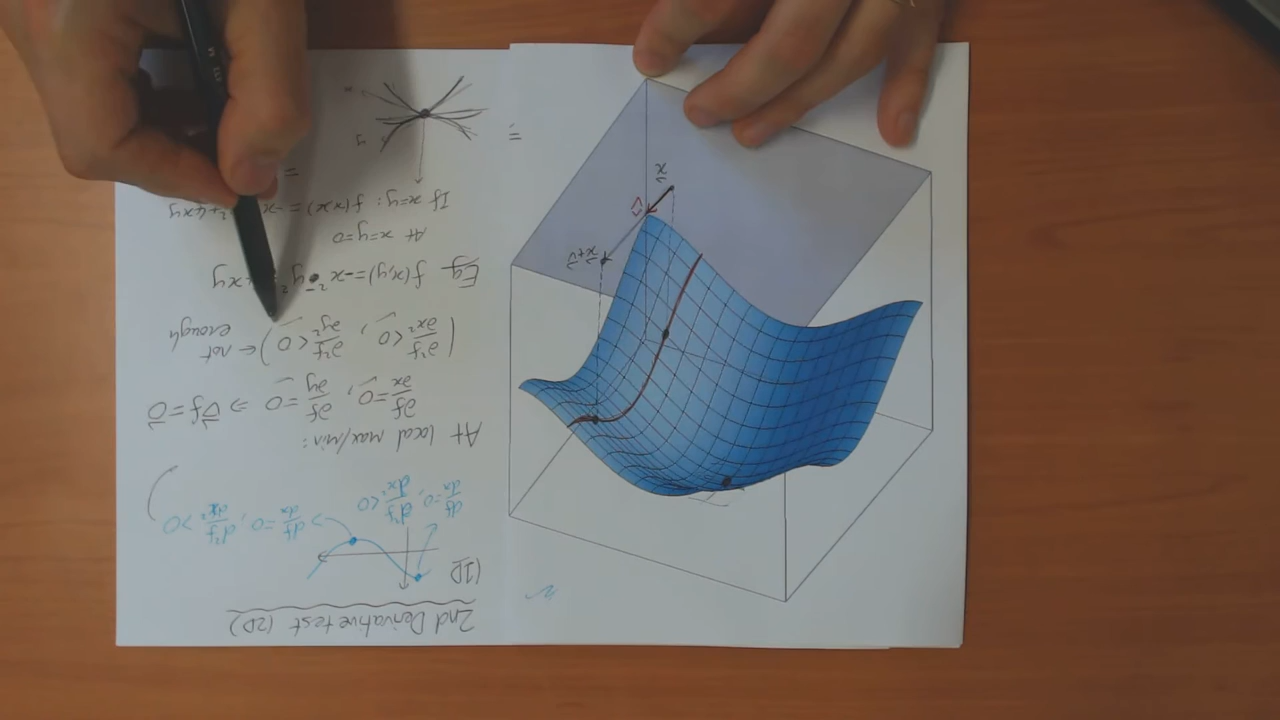 2nd Derivative test (2D)
(1D)
df/dx=0, d²f/dx²<0
df/dx=0, d²f/dx²>0
At local max/min:
∂f/∂x=0, ∂f/∂y=0 ⇒ ∇f=0
(∂²f/∂x²<0, ∂²f/∂y²<0) ← not enough
Eg f(x,y)=-x²-y²+4xy
At x=y=0
If x=y: f(x,x)=-x
=
x
y
x+v
v
x
=